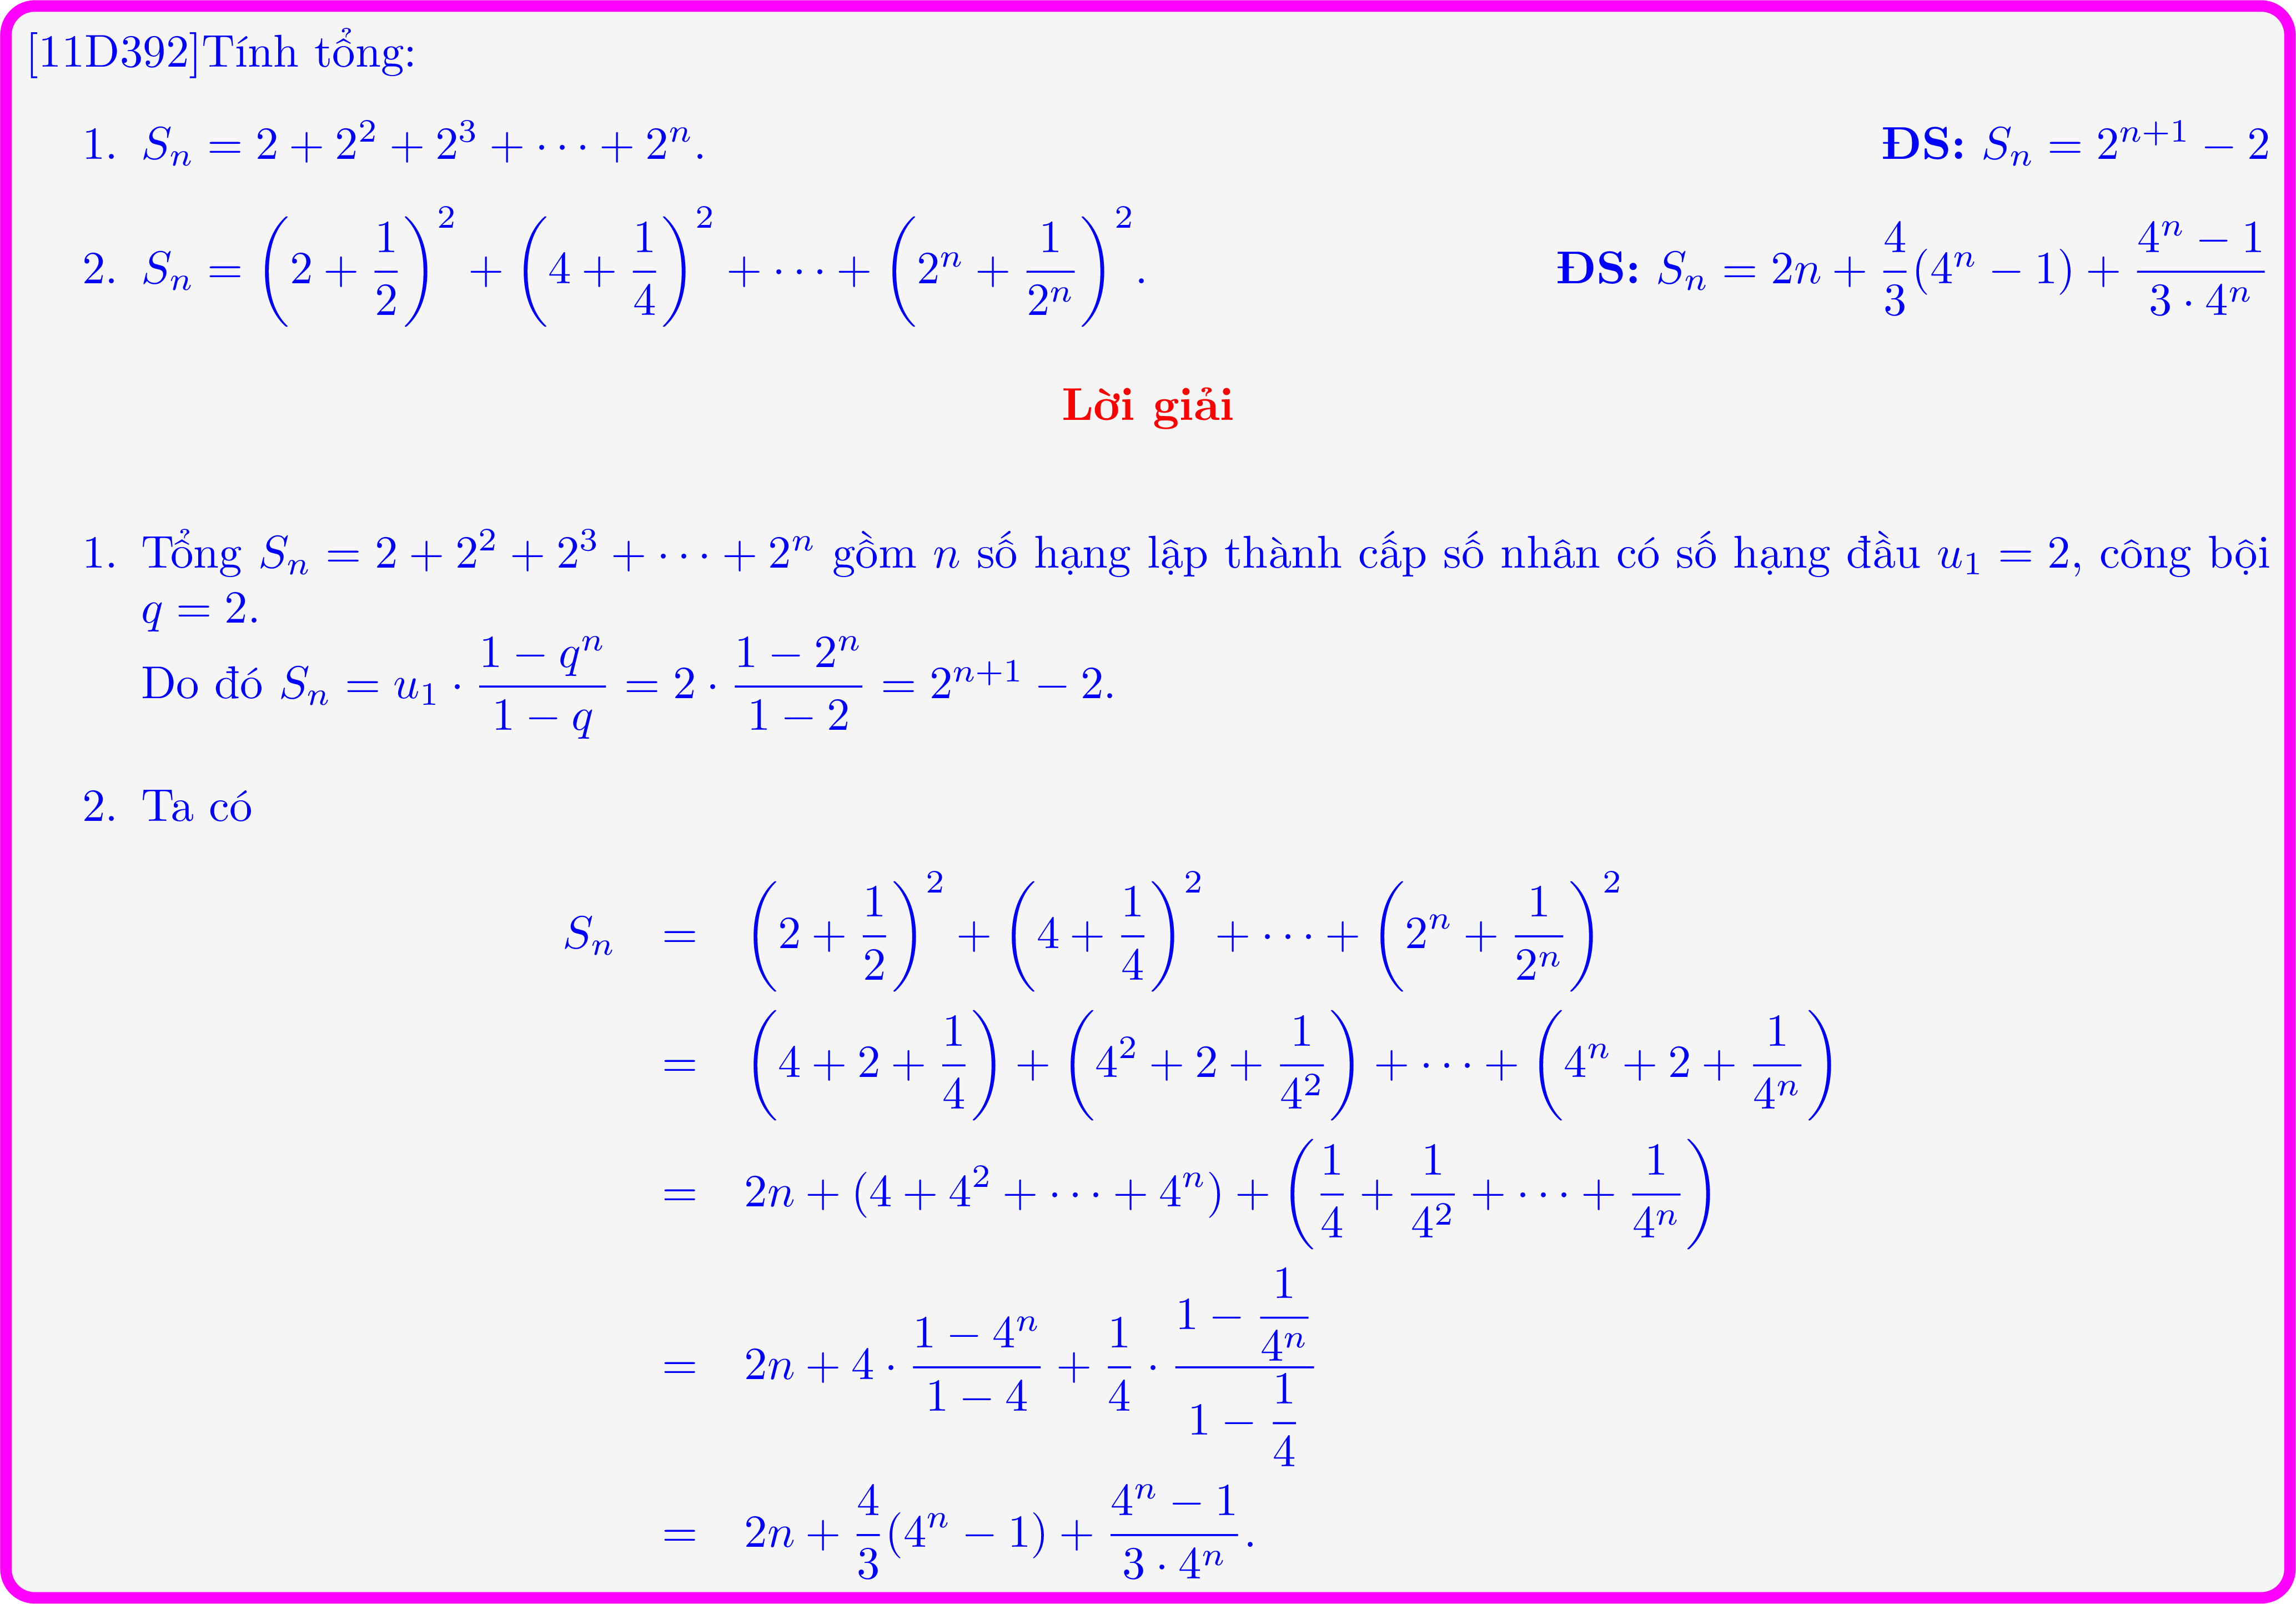 [11D392]Tính tổng:
1. $S_n = 2 + 2^2 + 2^3 + \cdots + 2^n.$ ĐS: $S_n = 2^{n+1} - 2$
2. $S_n = \left(2 + \frac{1}{2}\right)^2 + \left(4 + \frac{1}{4}\right)^2 + \cdots + \left(2^n + \frac{1}{2^n}\right)^2.$ ĐS: $S_n = 2n + \frac{4}{3}(4^n - 1) + \frac{4^n - 1}{3 \cdot 4^n}$
Lời giải
1. Tổng $S_n = 2 + 2^2 + 2^3 + \cdots + 2^n$ gồm $n$ số hạng lập thành cấp số nhân có số hạng đầu $u_1 = 2$, công bội
$q = 2.$
Do đó $S_n = u_1 \cdot \frac{1 - q^n}{1 - q} = 2 \cdot \frac{1 - 2^n}{1 - 2} = 2^{n+1} - 2.$
2. Ta có
$S_n = \left(2 + \frac{1}{2}\right)^2 + \left(4 + \frac{1}{4}\right)^2 + \cdots + \left(2^n + \frac{1}{2^n}\right)^2$
$= \left(4 + 2 + \frac{1}{4}\right) + \left(4^2 + 2 + \frac{1}{4^2}\right) + \cdots + \left(4^n + 2 + \frac{1}{4^n}\right)$
$= 2n + (4 + 4^2 + \cdots + 4^n) + \left(\frac{1}{4} + \frac{1}{4^2} + \cdots + \frac{1}{4^n}\right)$
$= 2n + 4 \cdot \frac{1 - 4^n}{1 - 4} + \frac{1}{4} \cdot \frac{1 - \frac{1}{4^n}}{1 - \frac{1}{4}}$
$= 2n + \frac{4}{3}(4^n - 1) + \frac{4^n - 1}{3 \cdot 4^n}.$